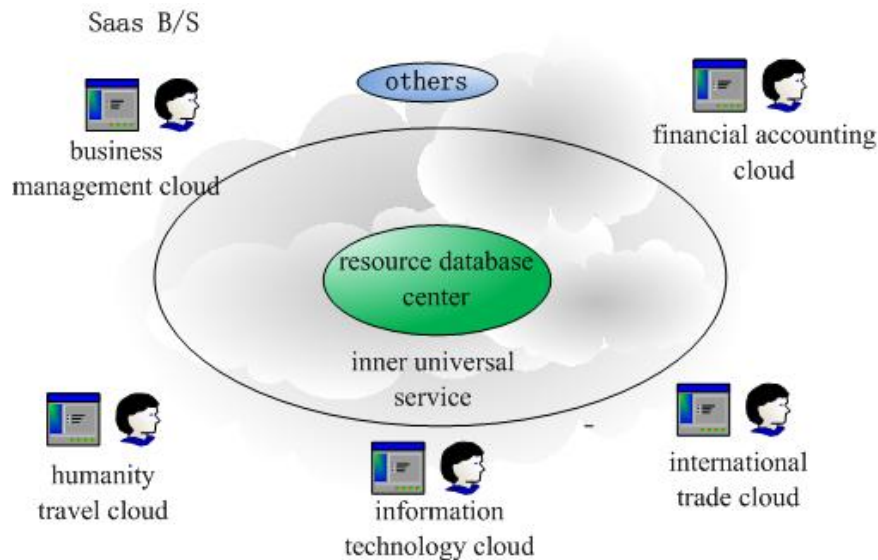 Saas B/S
others
business
management cloud
financial accounting
cloud
resource database
center
inner universal
service
humanity
travel cloud
information
technology cloud
international
trade cloud